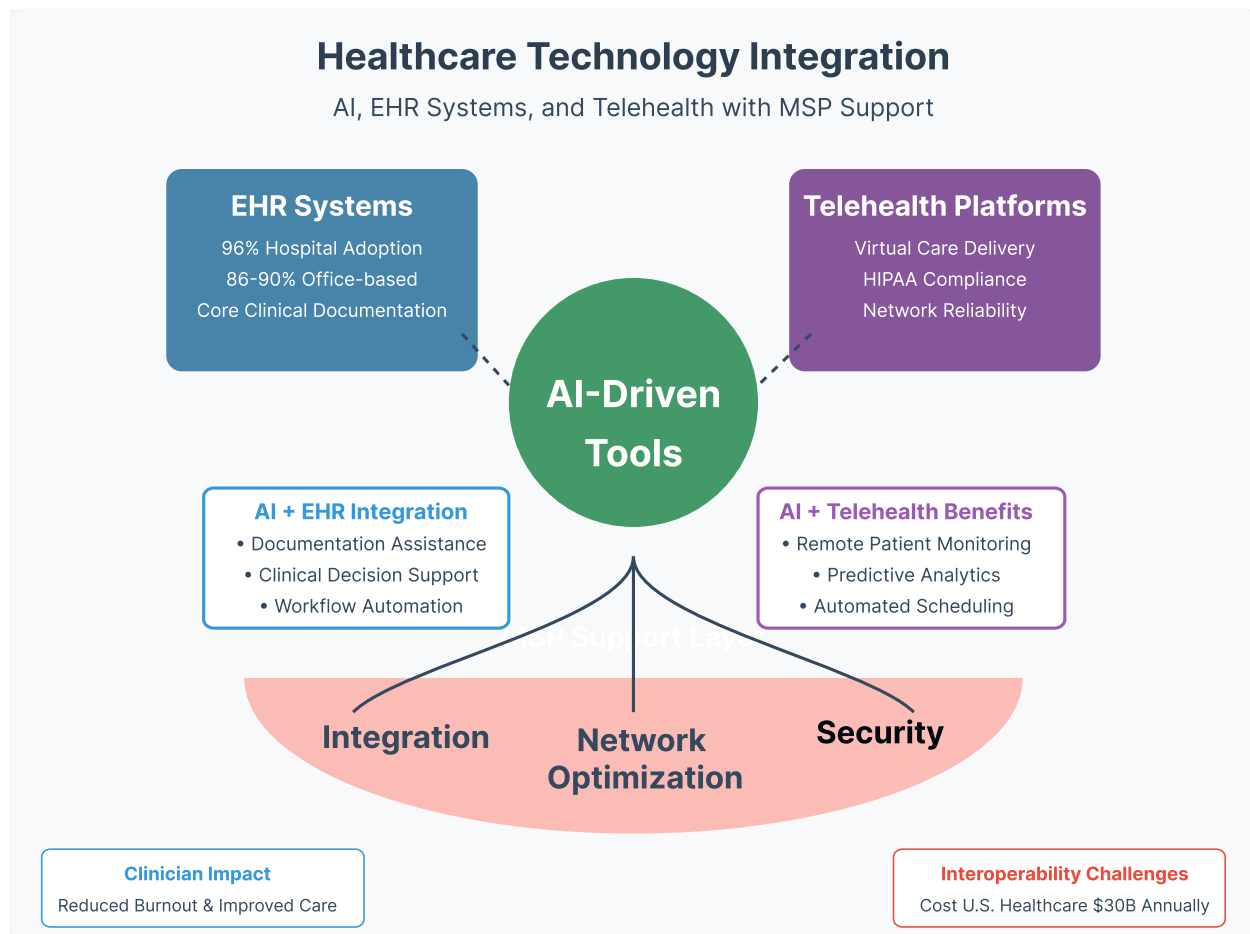 Healthcare Technology Integration
AI, EHR Systems, and Telehealth with MSP Support
EHR Systems
96% Hospital Adoption
86-90% Office-based
Core Clinical Documentation
Telehealth Platforms
Virtual Care Delivery
HIPAA Compliance
Network Reliability
AI-Driven
Tools
AI + EHR Integration
• Documentation Assistance
• Clinical Decision Support
• Workflow Automation
AI + Telehealth Benefits
• Remote Patient Monitoring
• Predictive Analytics
• Automated Scheduling
MSP Support Layer
Integration
Network
Optimization
Security
Clinician Impact
Reduced Burnout & Improved Care
Interoperability Challenges
Cost U.S. Healthcare $30B Annually